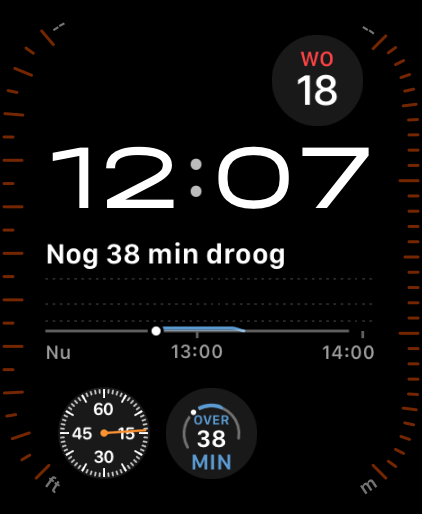 -- --
WO
18
12:07
Nog 38 min droog
Nu 13:00 14:00
60
45 15
30
OVER
38
MIN
ft m